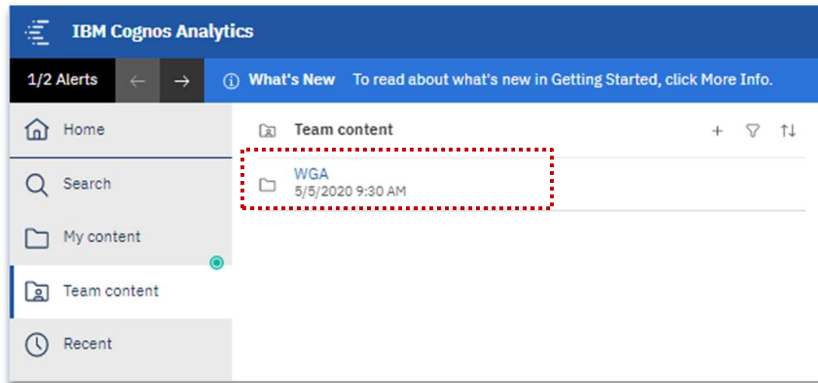 IBM Cognos Analytics
1/2 Alerts ← → What's New To read about what's new in Getting Started, click More Info.
Home
Team content
Search
WGA
5/5/2020 9:30 AM
My content
Team content
Recent